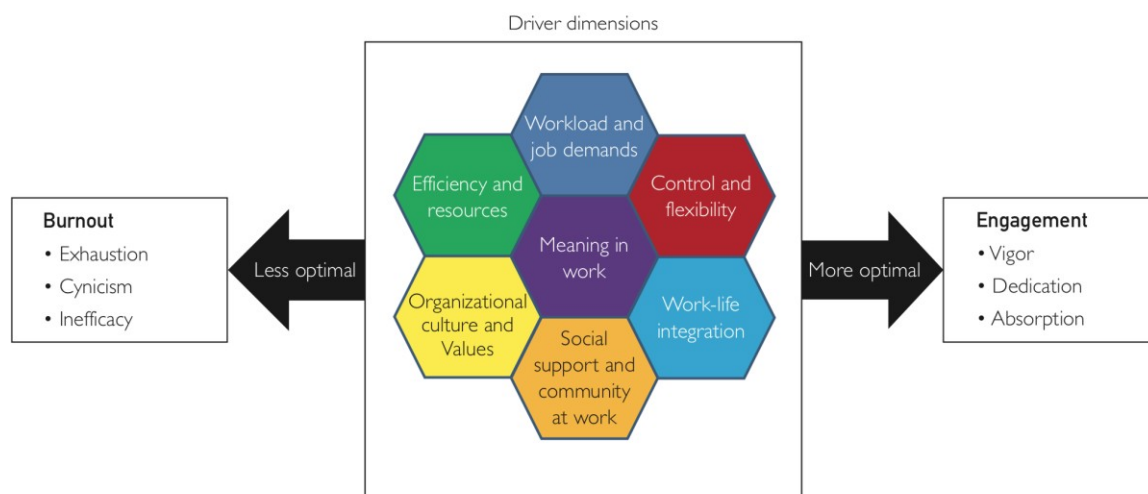 Driver dimensions
Workload and
job demands
Efficiency and
resources
Control and
flexibility
Meaning in
work
Organizational
culture and
Values
Work-life
integration
Social
support and
community
at work
Burnout
• Exhaustion
• Cynicism
• Inefficacy
Less optimal
More optimal
Engagement
• Vigor
• Dedication
• Absorption